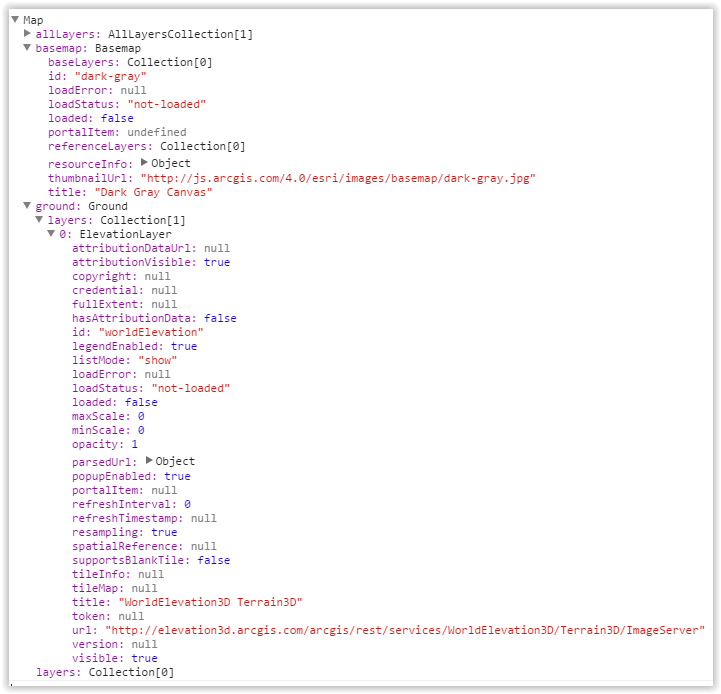 Map
allLayers: AllLayersCollection[1]
basemap: Basemap
baseLayers: Collection[0]
id: "dark-gray"
loadError: null
loadStatus: "not-loaded"
loaded: false
portalItem: undefined
referenceLayers: Collection[0]
resourceInfo: Object
thumbnailUrl: "http://js.arcgis.com/4.0/esri/images/basemap/dark-gray.jpg"
title: "Dark Gray Canvas"
ground: Ground
layers: Collection[1]
0: ElevationLayer
attributionDataUrl: null
attributionVisible: true
copyright: null
credential: null
fullExtent: null
hasAttributionData: false
id: "worldElevation"
legendEnabled: true
listMode: "show"
loadError: null
loadStatus: "not-loaded"
loaded: false
maxScale: 0
minScale: 0
opacity: 1
parsedUrl: Object
popupEnabled: true
portalItem: null
refreshInterval: 0
refreshTimestamp: null
resampling: true
spatialReference: null
supportsBlankTile: false
tileInfo: null
tileMap: null
title: "WorldElevation3D Terrain3D"
token: null
url: "http://elevation3d.arcgis.com/arcgis/rest/services/WorldElevation3D/Terrain3D/ImageServer"
version: null
visible: true
layers: Collection[0]